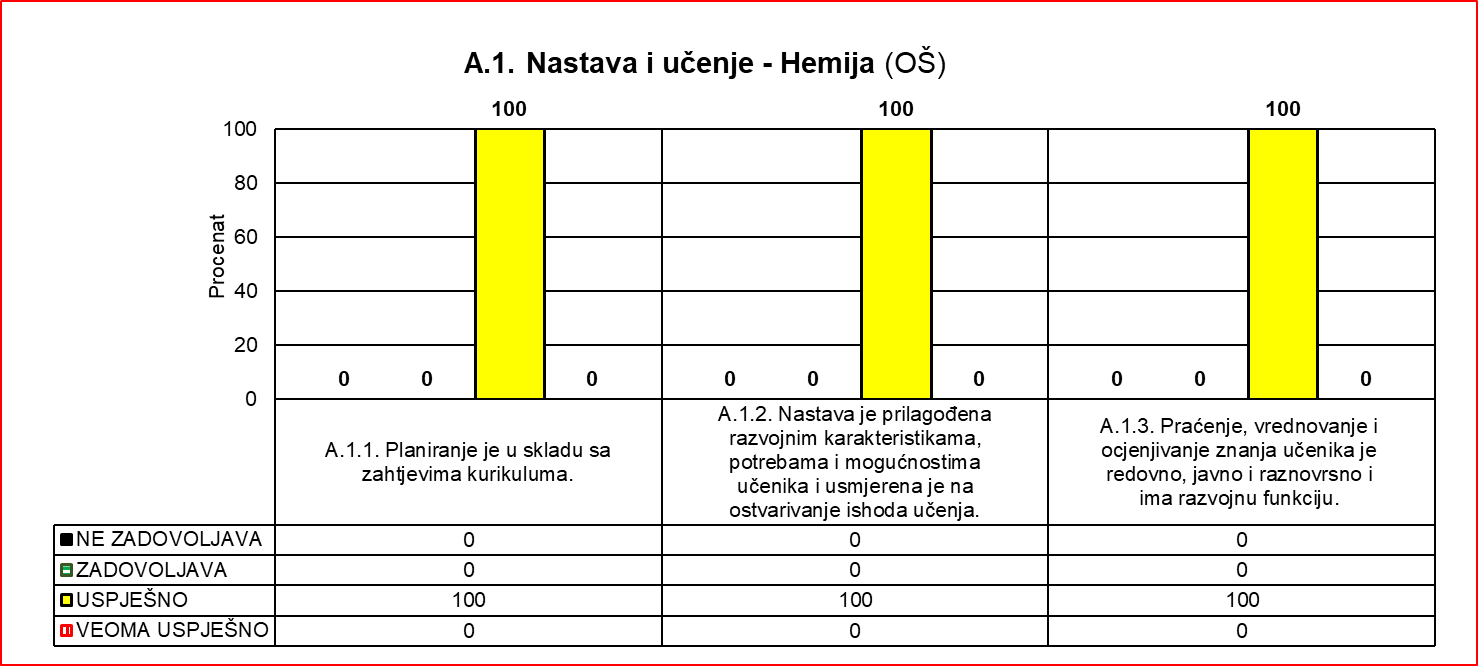 A.1. Nastava i učenje - Hemija (OŠ)
100 100 100
100
80
60
40
20
0
Procenat
0 0 0 0 0 0 0 0 0
A.1.1. Planiranje je u skladu sa
zahtjevima kurikuluma.
A.1.2. Nastava je prilagođena
razvojnim karakteristikama,
potrebama i mogućnostima
učenika i usmjerena je na
ostvarivanje ishoda učenja.
A.1.3. Praćenje, vrednovanje i
ocjenjivanje znanja učenika je
redovno, javno i raznovrsno i
ima razvojnu funkciju.
NE ZADOVOLJAVA 0 0 0
ZADOVOLJAVA 0 0 0
USPJEŠNO 100 100 100
VEOMA USPJEŠNO 0 0 0